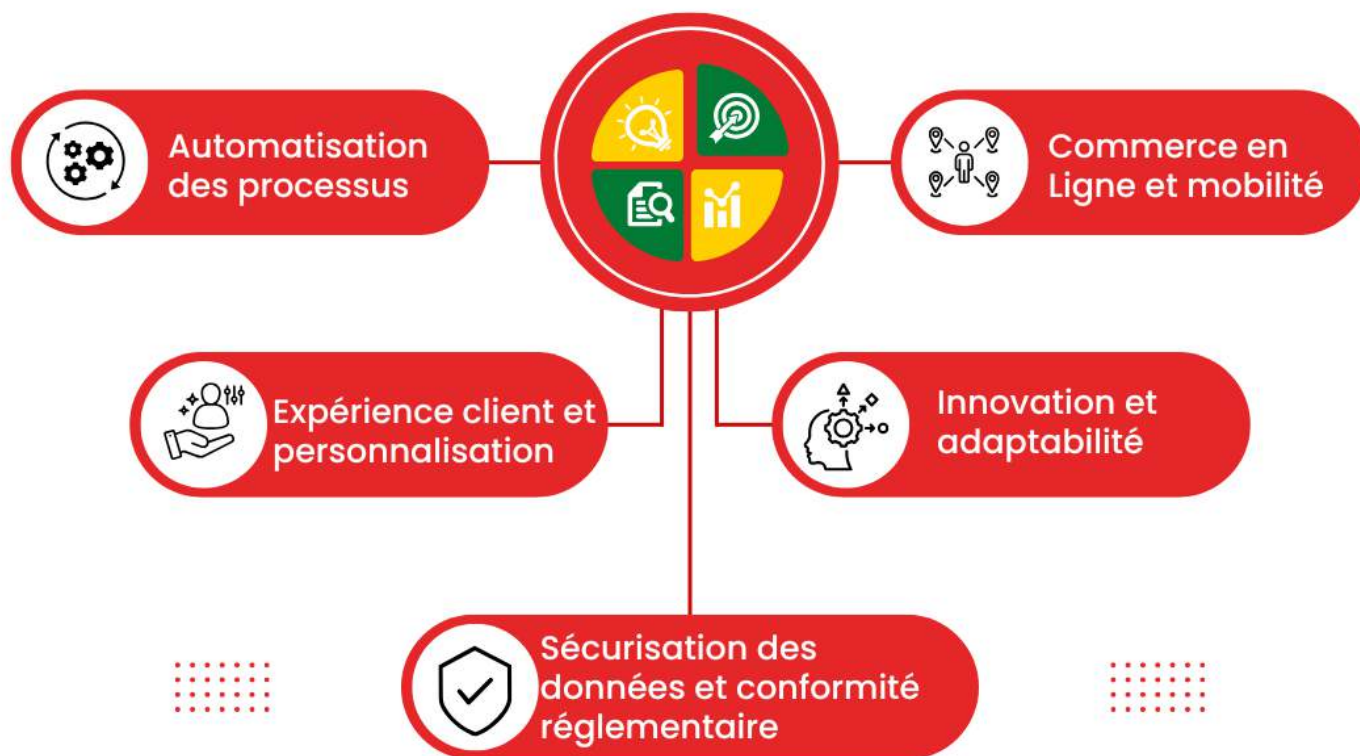 Automatisation
des processus
Commerce en
Ligne et mobilité
Expérience client et
personnalisation
Innovation et
adaptabilité
Sécurisation des
données et conformité
réglementaire